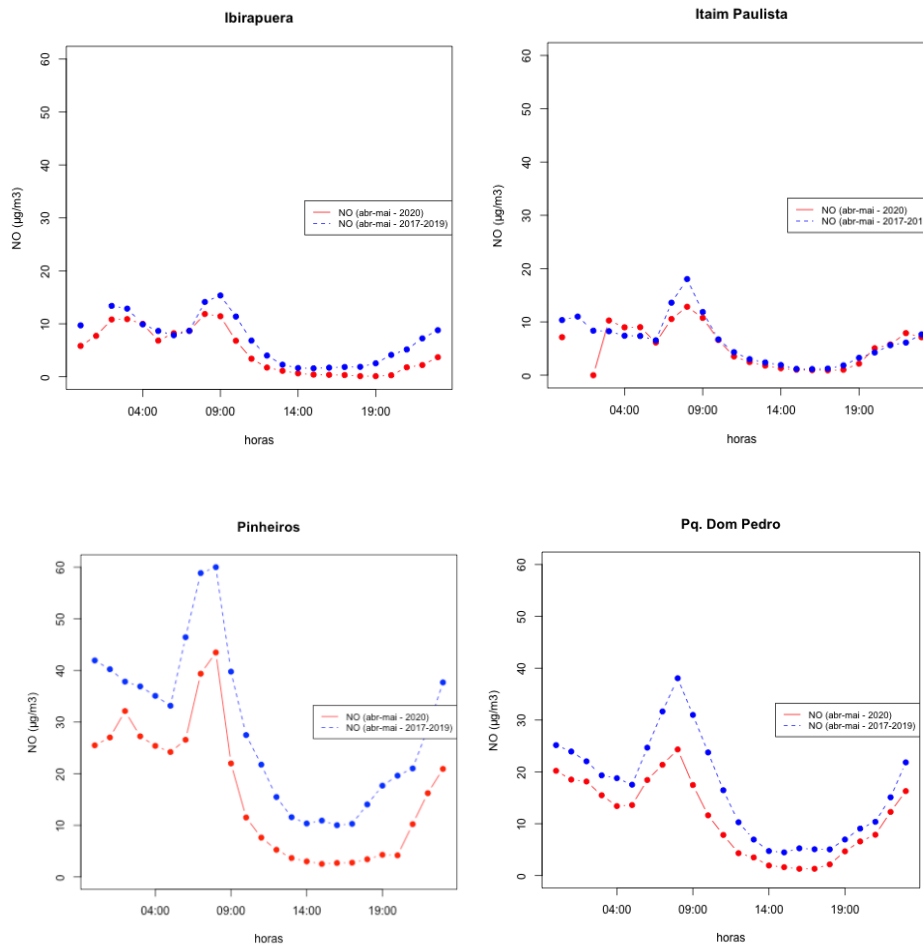 Ibirapuera
60
50
40
30
20
10
0
NO (µg/m3)
NO (abr-mai - 2020)
NO (abr-mai - 2017-2019)
04:00 09:00 14:00 19:00
horas
Itaim Paulista
60
50
40
30
20
10
0
NO (µg/m3)
NO (abr-mai - 2020)
NO (abr-mai - 2017-201
04:00 09:00 14:00 19:00
horas
Pinheiros
60
50
40
30
20
10
0
NO (µg/m3)
NO (abr-mai - 2020)
NO (abr-mai - 2017-2019)
04:00 09:00 14:00 19:00
horas
Pq. Dom Pedro
60
50
40
30
20
10
0
NO (µg/m3)
NO (abr-mai - 2020)
NO (abr-mai - 2017-2019)
04:00 09:00 14:00 19:00
horas